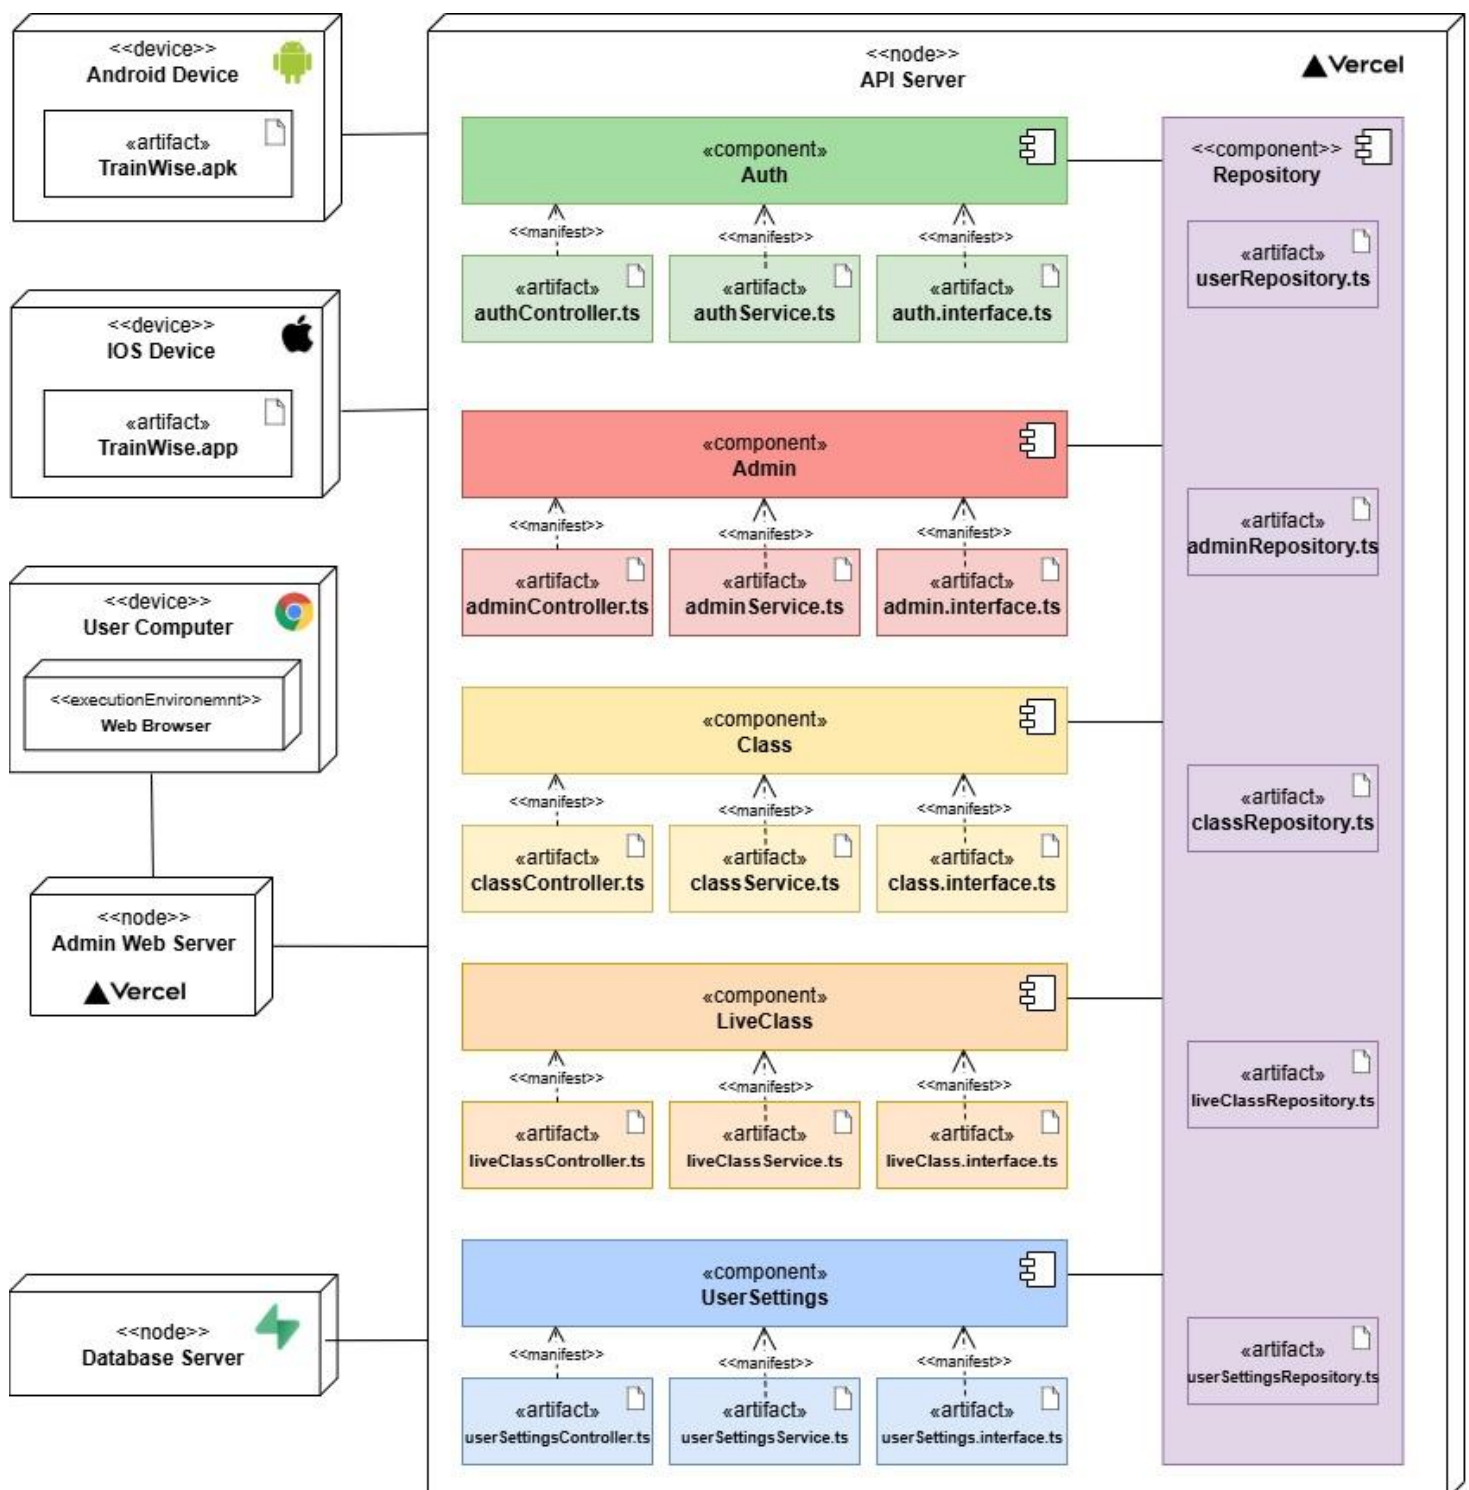 <<device>>
Android Device
«artifact»
TrainWise.apk
<<device>>
IOS Device
«artifact»
TrainWise.app
<<device>>
User Computer
<<executionEnvironemnt>>
Web Browser
<<node>>
Admin Web Server
Vercel
<<node>>
Database Server
<<node>>
API Server
Vercel
«component»
Auth
<<manifest>>
<<manifest>>
<<manifest>>
«artifact»
authController.ts
«artifact»
authService.ts
«artifact»
auth.interface.ts
«component»
Admin
<<manifest>>
<<manifest>>
<<manifest>>
«artifact»
adminController.ts
«artifact»
adminService.ts
«artifact»
admin.interface.ts
«component»
Class
<<manifest>>
<<manifest>>
<<manifest>>
«artifact»
classController.ts
«artifact»
classService.ts
«artifact»
class.interface.ts
«component»
LiveClass
<<manifest>>
<<manifest>>
<<manifest>>
«artifact»
liveClassController.ts
«artifact»
liveClassService.ts
«artifact»
liveClass.interface.ts
«component»
UserSettings
<<manifest>>
<<manifest>>
<<manifest>>
«artifact»
userSettingsController.ts
«artifact»
userSettingsService.ts
«artifact»
userSettings.interface.ts
<<component>>
Repository
«artifact»
userRepository.ts
«artifact»
adminRepository.ts
«artifact»
classRepository.ts
«artifact»
liveClassRepository.ts
«artifact»
userSettingsRepository.ts